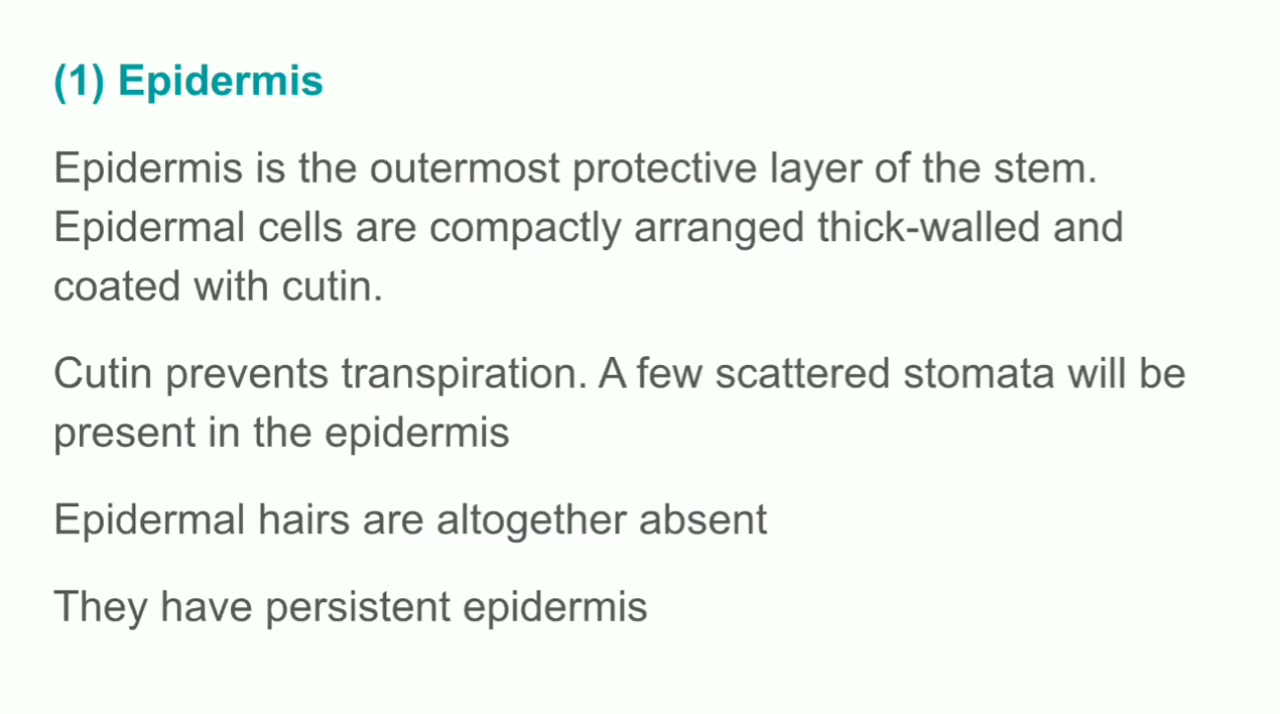 (1) Epidermis
Epidermis is the outermost protective layer of the stem.
Epidermal cells are compactly arranged thick-walled and
coated with cutin.
Cutin prevents transpiration. A few scattered stomata will be
present in the epidermis
Epidermal hairs are altogether absent
They have persistent epidermis